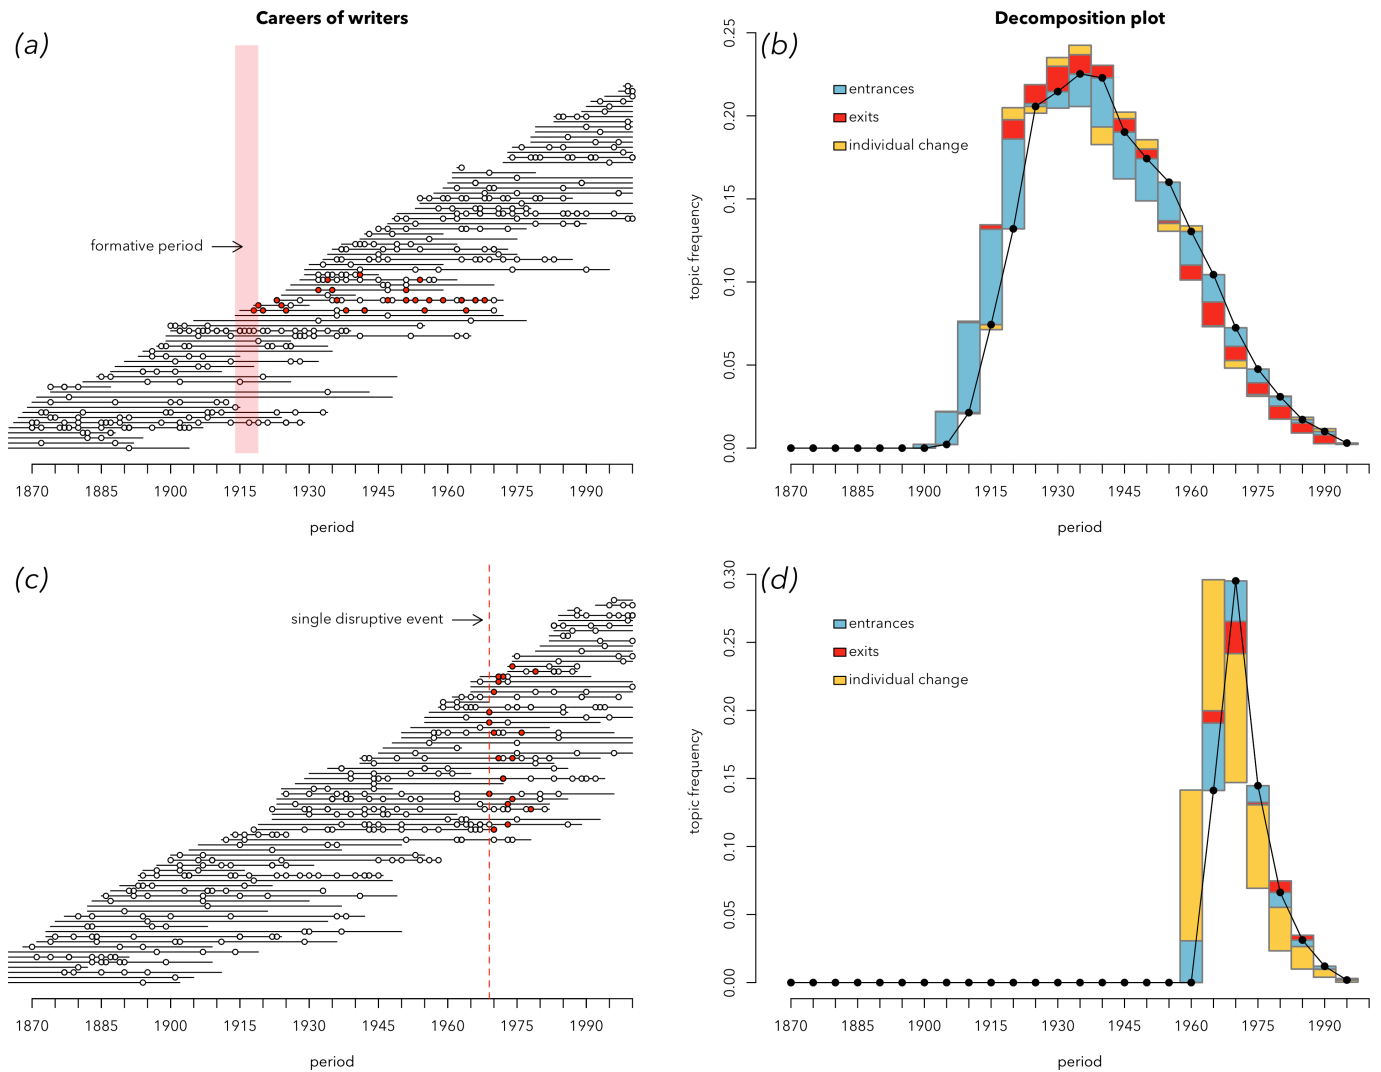 Careers of writers
Decomposition plot
(a)
formative period
1870 1885 1900 1915 1930 1945 1960 1975 1990
period
(b)
0.25
0.20
0.15
0.10
0.05
0.00
topic frequency
entrances
exits
individual change
1870 1885 1900 1915 1930 1945 1960 1975 1990
period
(c)
single disruptive event
1870 1885 1900 1915 1930 1945 1960 1975 1990
period
(d)
0.30
0.25
0.20
0.15
0.10
0.05
0.00
topic frequency
entrances
exits
individual change
1870 1885 1900 1915 1930 1945 1960 1975 1990
period